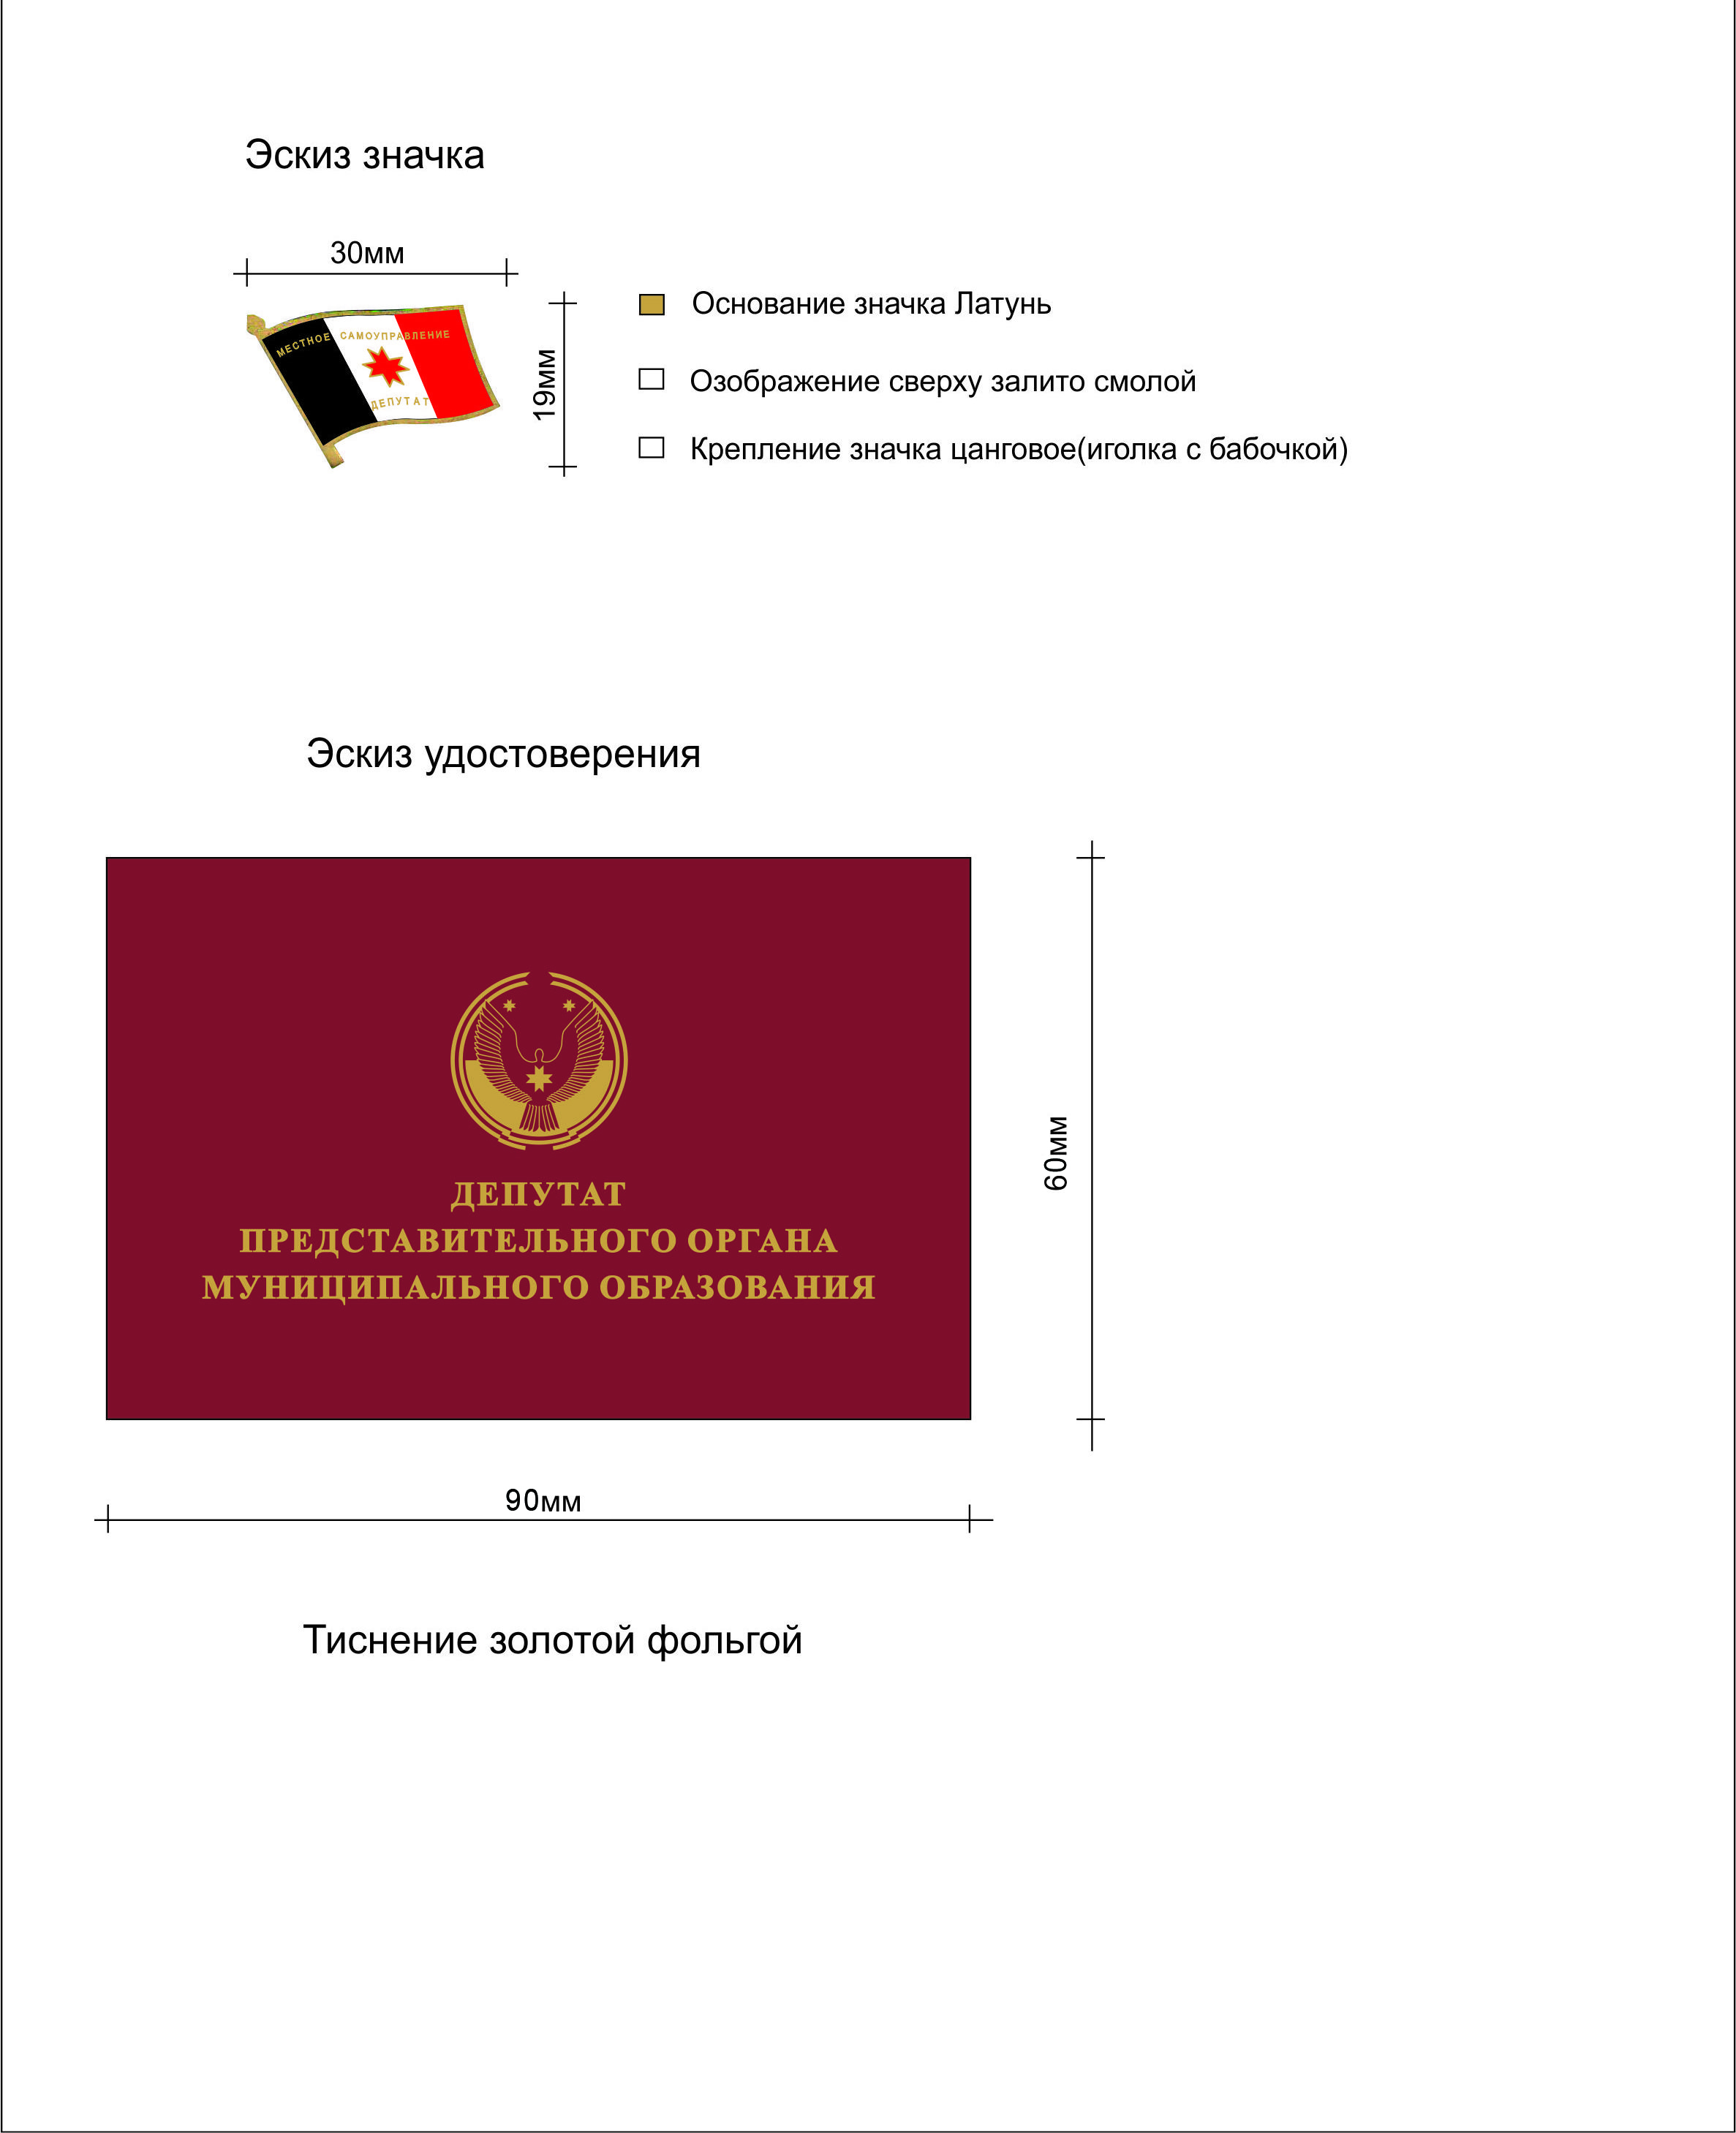 Эскиз значка
30мм
МЕСТНОЕ САМОУПРАВЛЕНИЕ
ДЕПУТАТ
19мм
Основание значка Латунь
Озображение сверху залито смолой
Крепление значка цанговое(иголка с бабочкой)
Эскиз удостоверения
ДЕПУТАТ
ПРЕДСТАВИТЕЛЬНОГО ОРГАНА
МУНИЦИПАЛЬНОГО ОБРАЗОВАНИЯ
60мм
90мм
Тиснение золотой фольгой